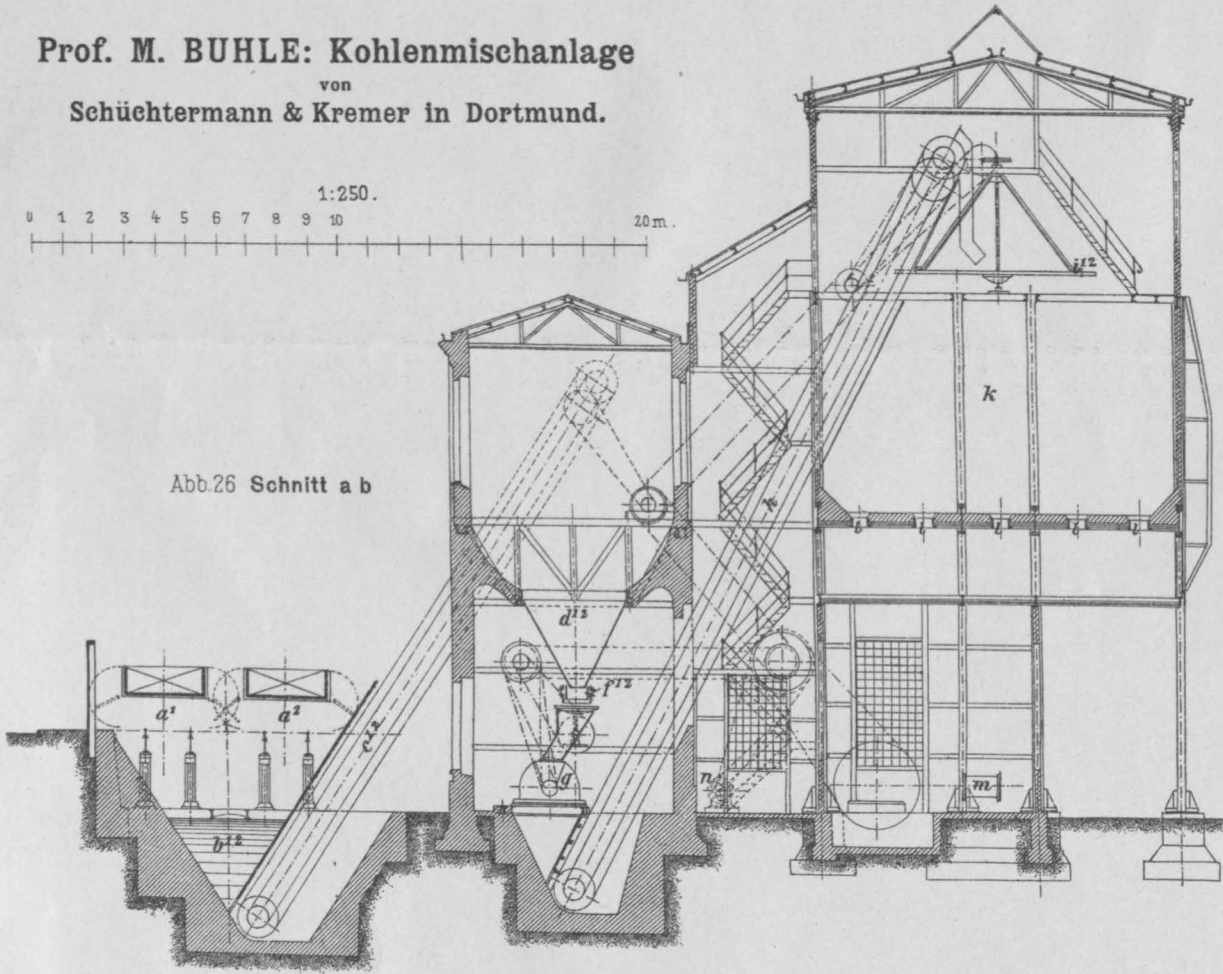 Prof. M. BUHLE: Kohlenmischanlage
von
Schüchtermann & Kremer in Dortmund.
1:250.
0 1 2 3 4 5 6 7 8 9 10 20 m.
i¹²
k
Abb. 26 Schnitt a b
h
l l l l l
d¹²
f¹²
a¹ a²
c¹²
g
n
m
b¹²